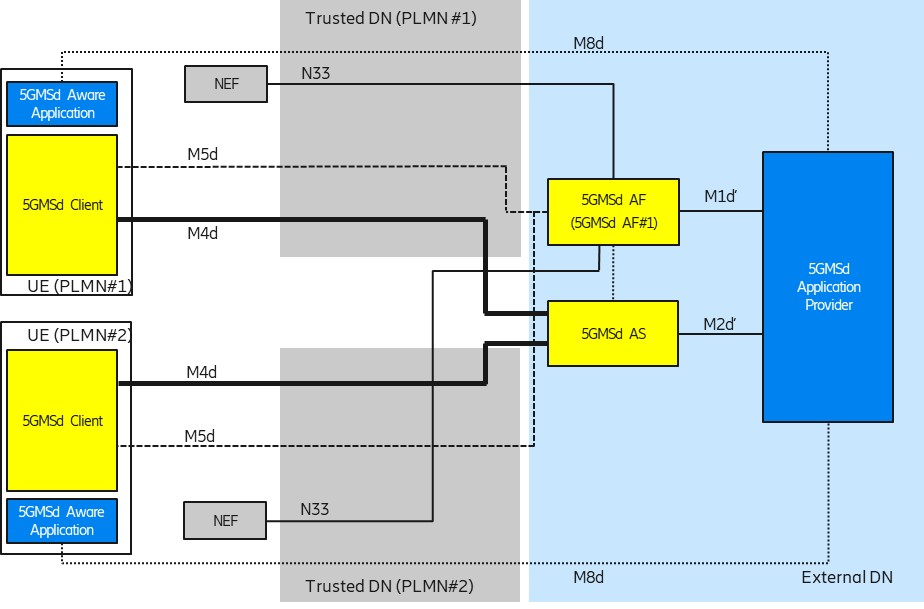 Trusted DN (PLMN #1)
M8d
NEF
N33
5GMSd Aware
Application
M5d
5GMSd Client
M4d
5GMSd AF
(5GMSd AF#1)
M1d’
UE (PLMN#1)
5GMSd
Application
Provider
UE (PLMN#2)
5GMSd AS
M2d’
M4d
5GMSd Client
M5d
5GMSd Aware
Application
NEF
N33
Trusted DN (PLMN#2)
M8d
External DN